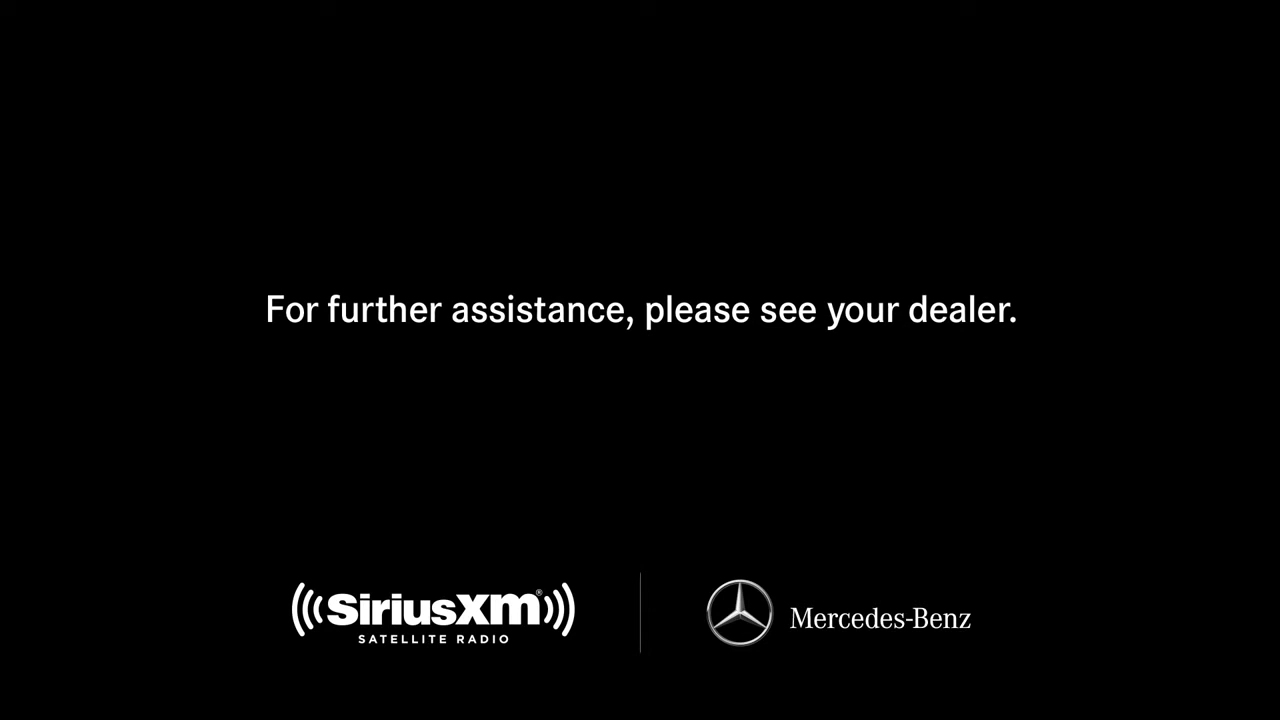 For further assistance, please see your dealer.
SiriusXM®
SATELLITE RADIO
Mercedes-Benz